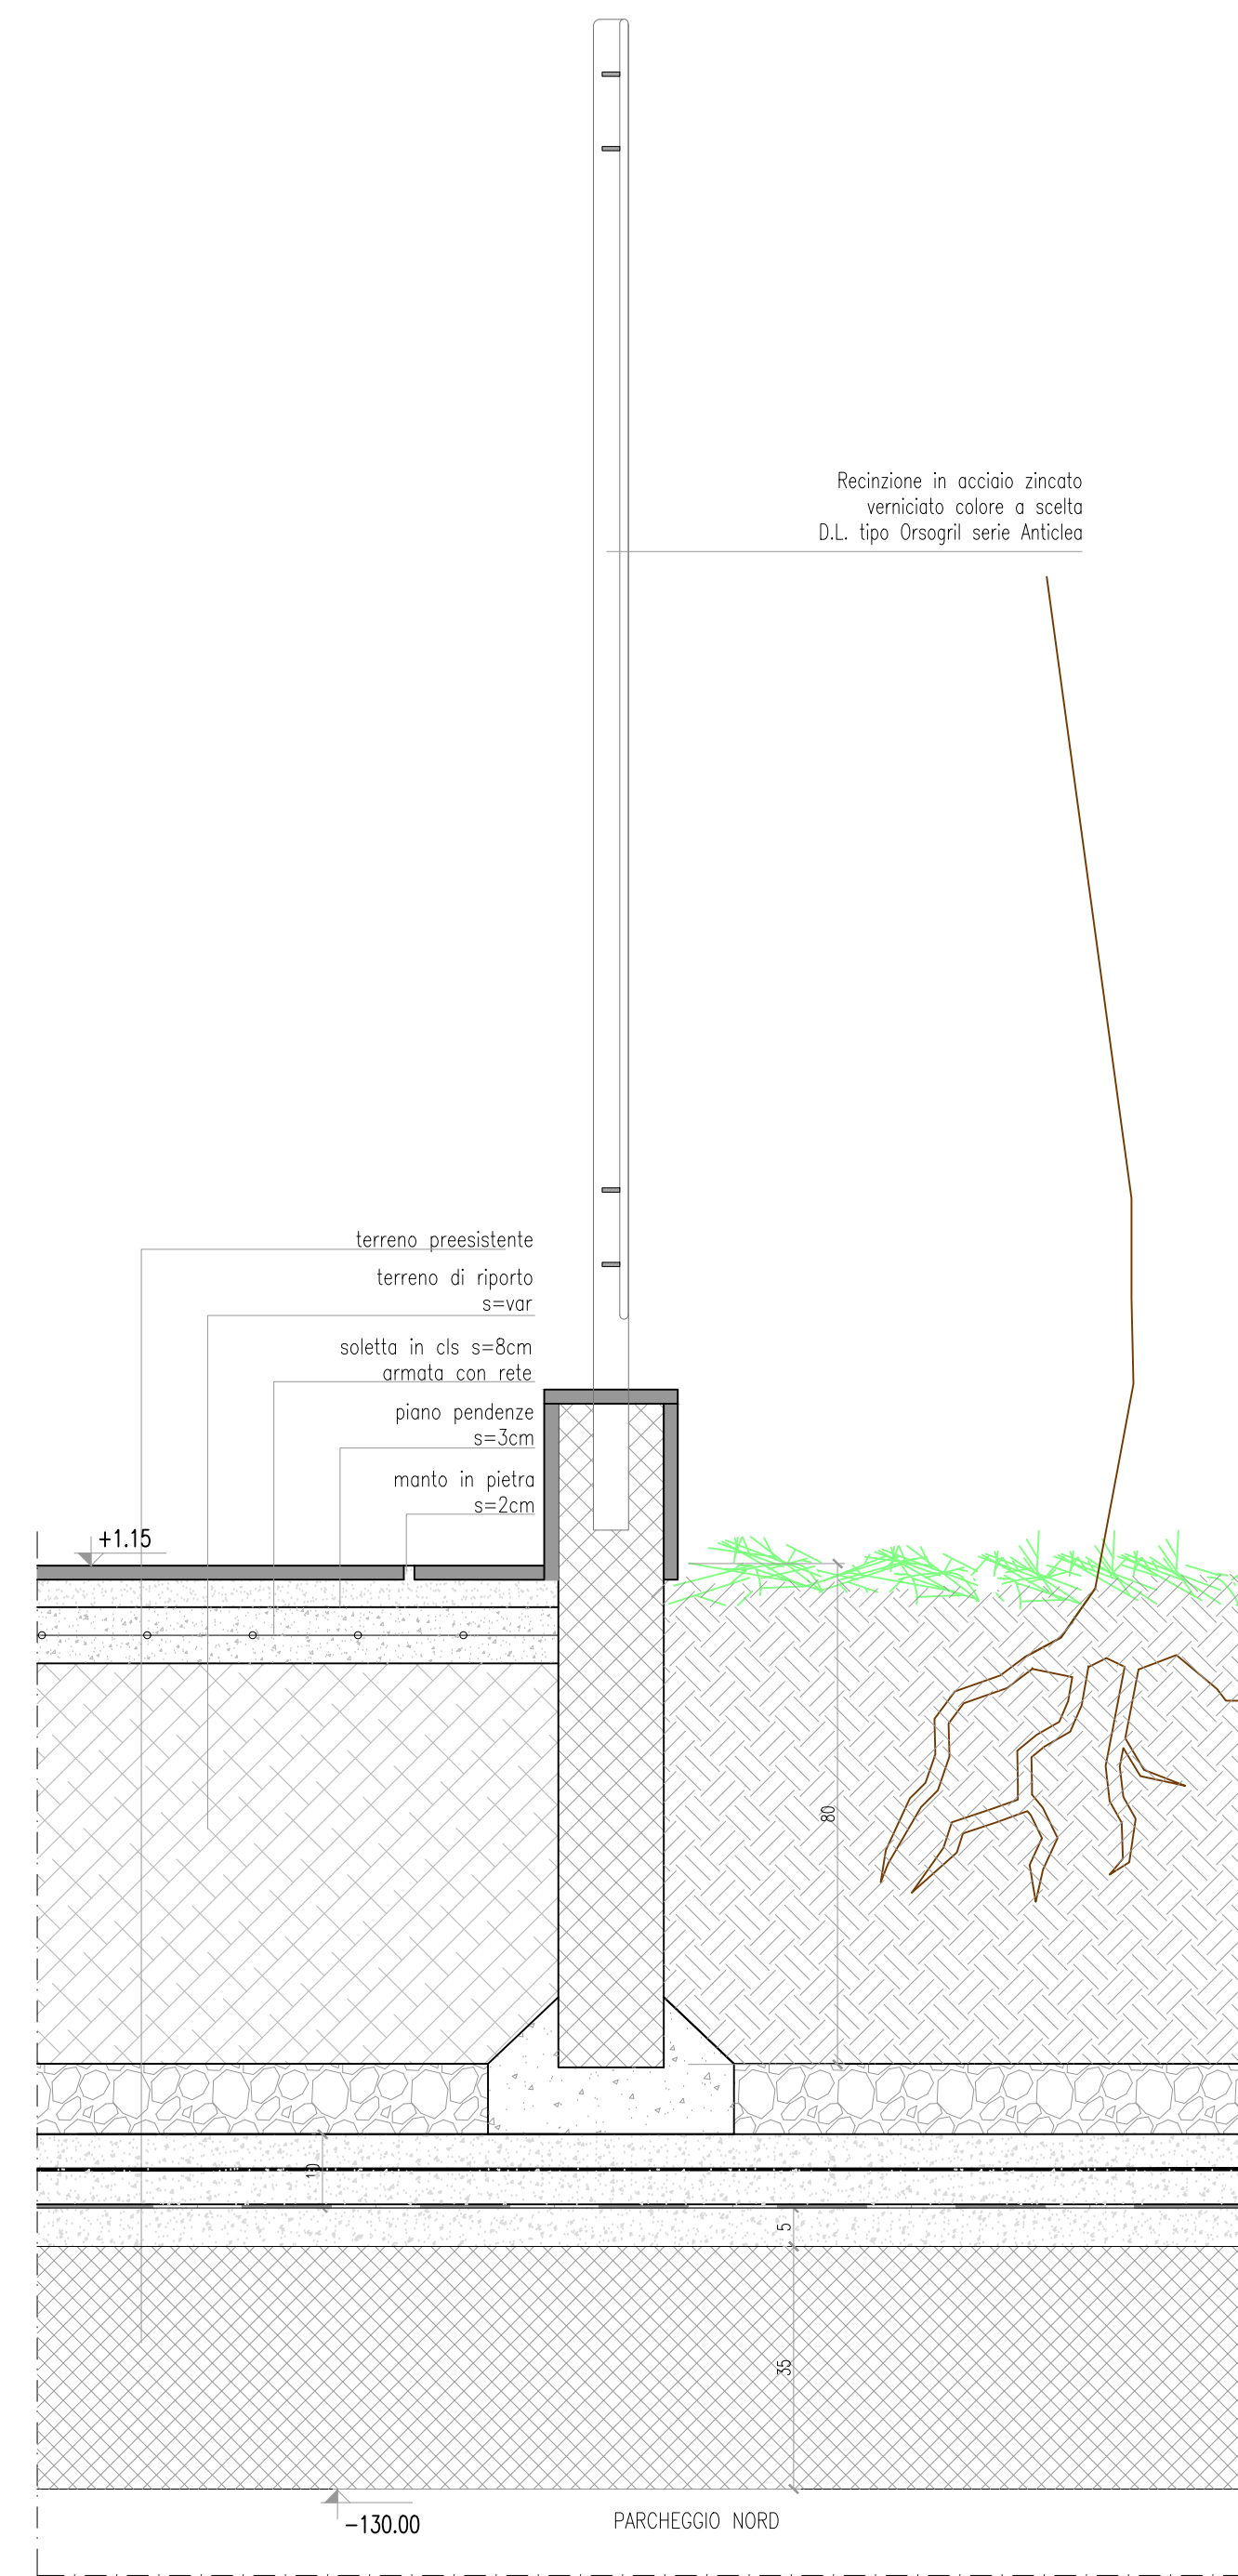 Recinzione in acciaio zincato
verniciato colore a scelta
D.L. tipo Orsogril serie Anticlea
terreno preesistente
terreno di riporto
s=var
soletta in cls s=8cm
armata con rete
piano pendenze
s=3cm
manto in pietra
s=2cm
+1.15
80
10
5
35
-130.00
PARCHEGGIO NORD